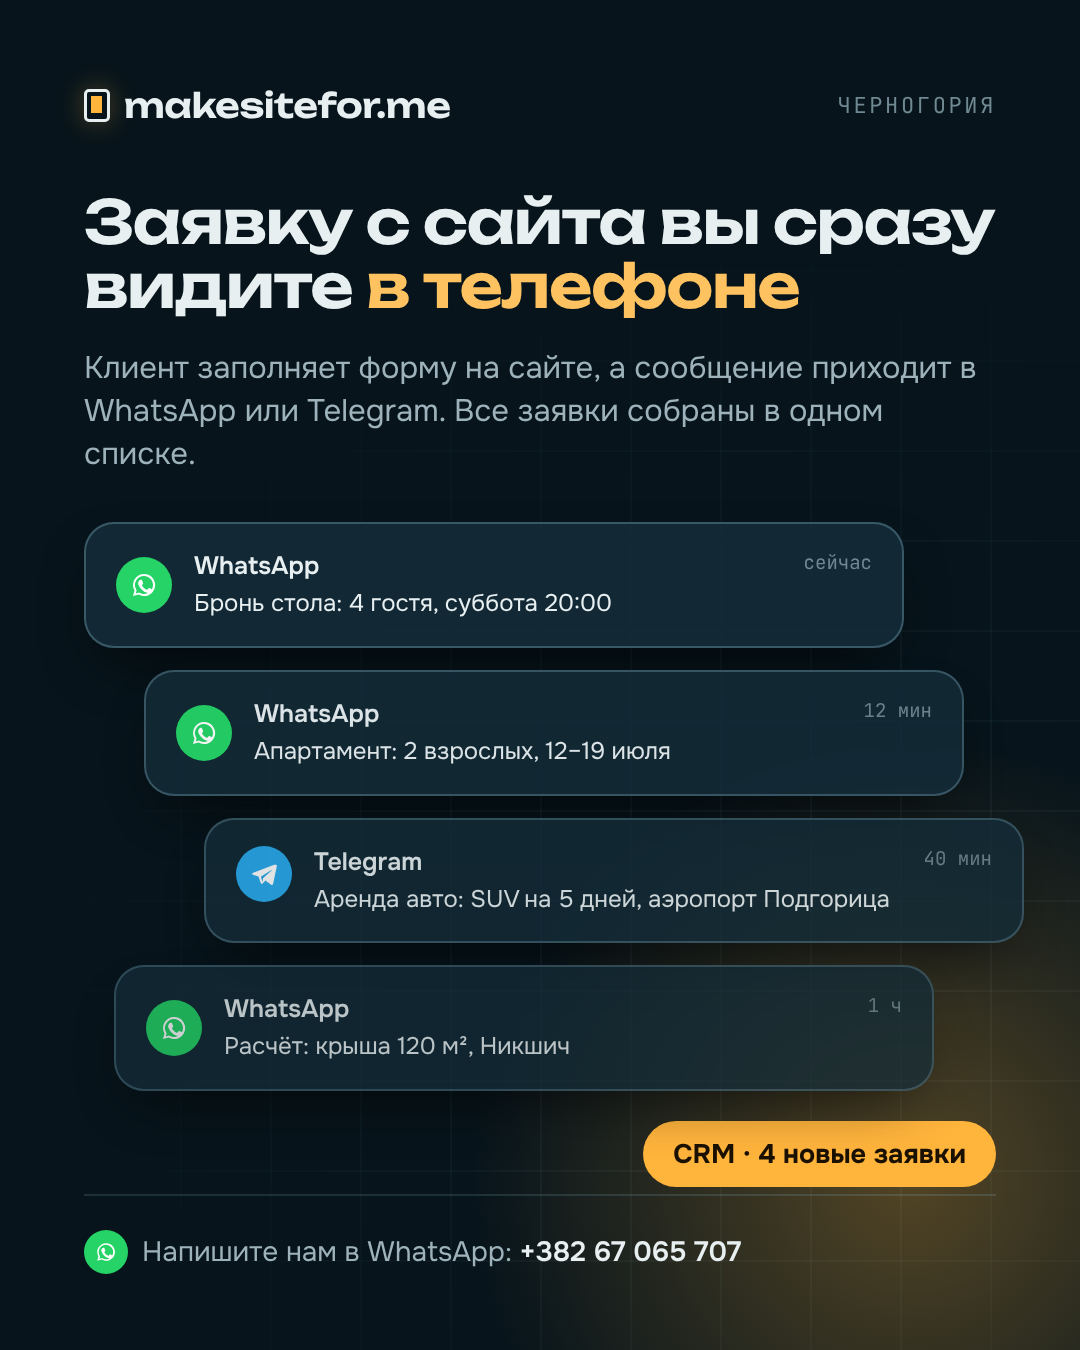 makesitefor.me
ЧЕРНОГОРИЯ
Заявку с сайта вы сразу
видите в телефоне
Клиент заполняет форму на сайте, а сообщение приходит в
WhatsApp или Telegram. Все заявки собраны в одном
списке.
WhatsApp
сейчас
Бронь стола: 4 гостя, суббота 20:00
WhatsApp
12 мин
Апартамент: 2 взрослых, 12–19 июля
Telegram
40 мин
Аренда авто: SUV на 5 дней, аэропорт Подгорица
WhatsApp
1 ч
Расчёт: крыша 120 м², Никшич
CRM · 4 новые заявки
Напишите нам в WhatsApp: +382 67 065 707